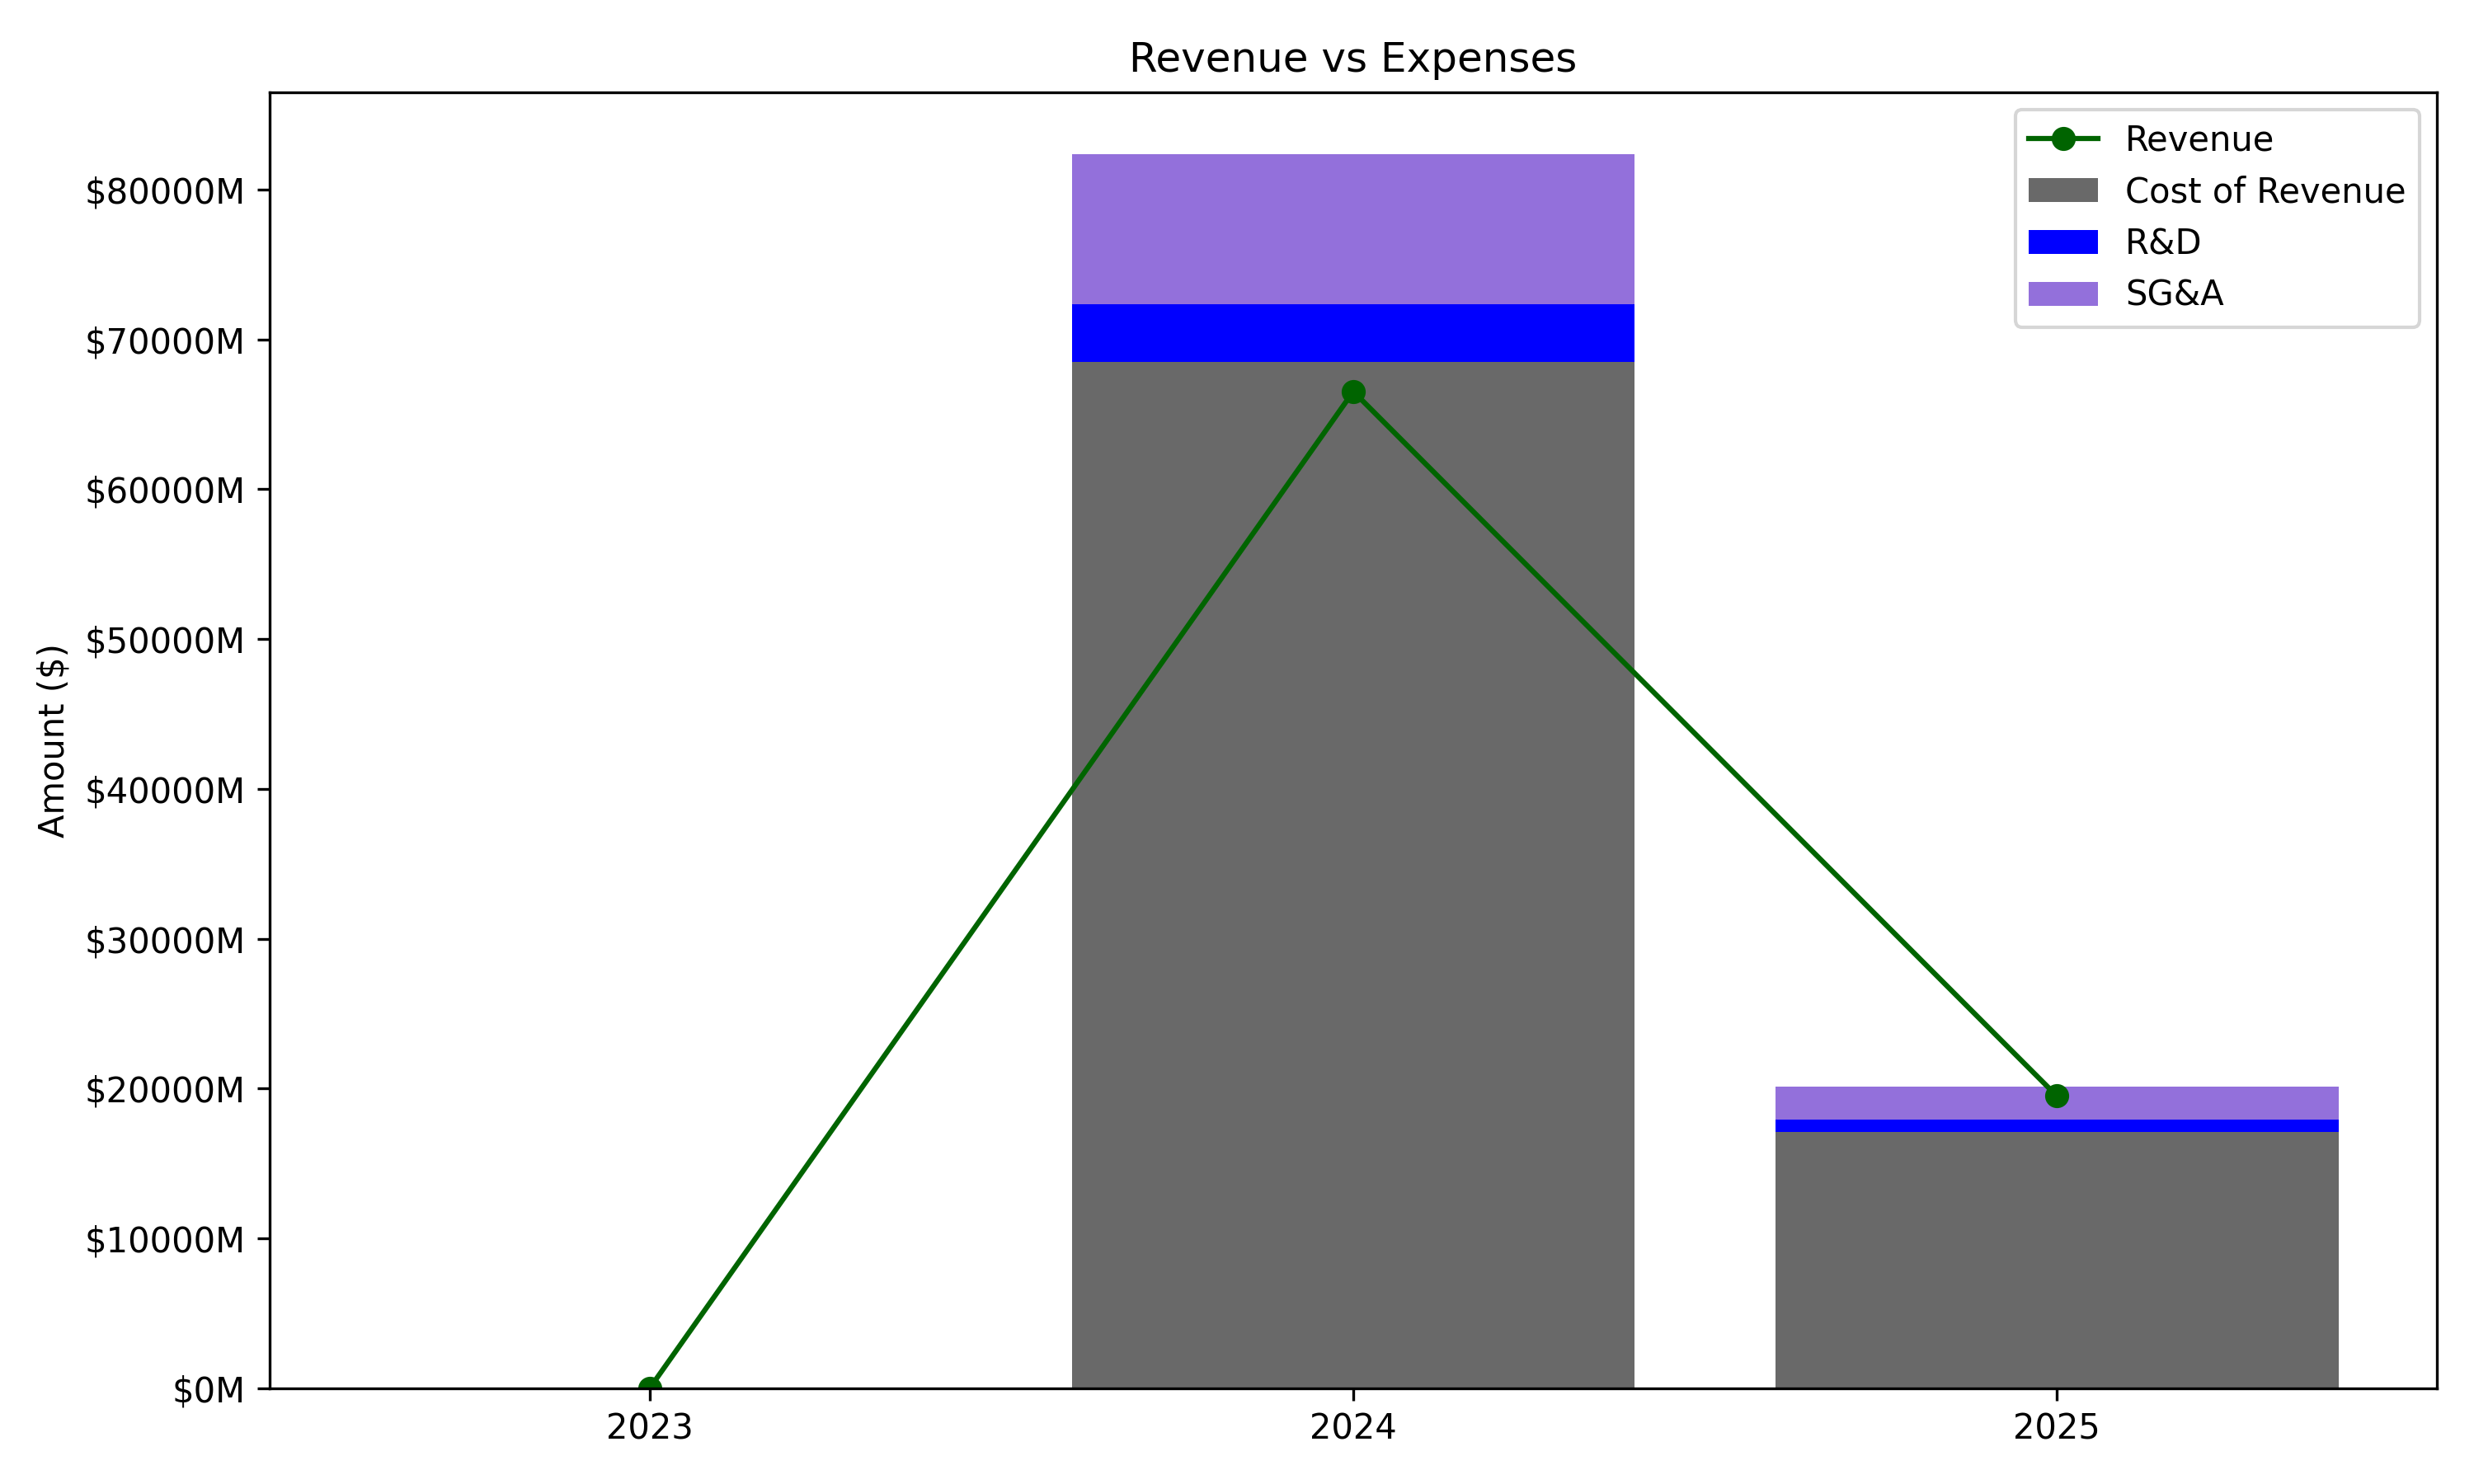 Revenue vs Expenses
Revenue
Cost of Revenue
R&D
SG&A
Amount ($)
$80000M
$70000M
$60000M
$50000M
$40000M
$30000M
$20000M
$10000M
$0M
2023
2024
2025